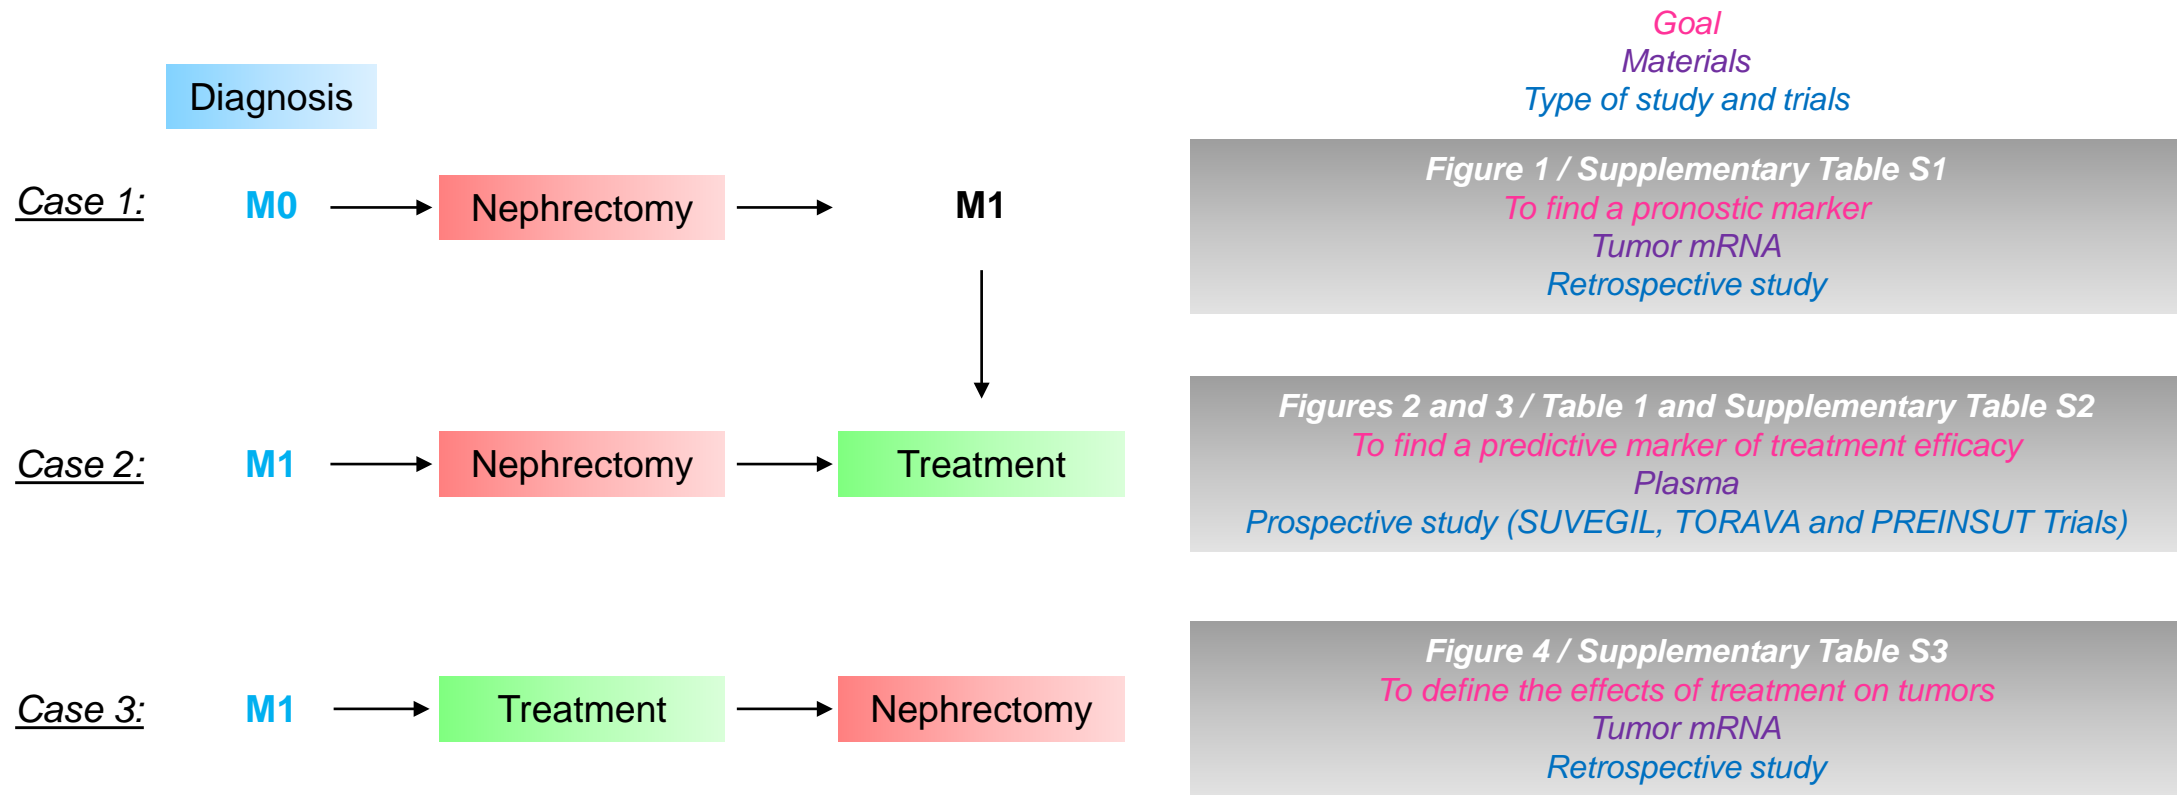 Goal
Materials
Type of study and trials
Diagnosis
Case 1:
M0
Nephrectomy
M1
Figure 1 / Supplementary Table S1
To find a pronostic marker
Tumor mRNA
Retrospective study
Case 2:
M1
Nephrectomy
Treatment
Figures 2 and 3 / Table 1 and Supplementary Table S2
To find a predictive marker of treatment efficacy
Plasma
Prospective study (SUVEGIL, TORAVA and PREINSUT Trials)
Case 3:
M1
Treatment
Nephrectomy
Figure 4 / Supplementary Table S3
To define the effects of treatment on tumors
Tumor mRNA
Retrospective study